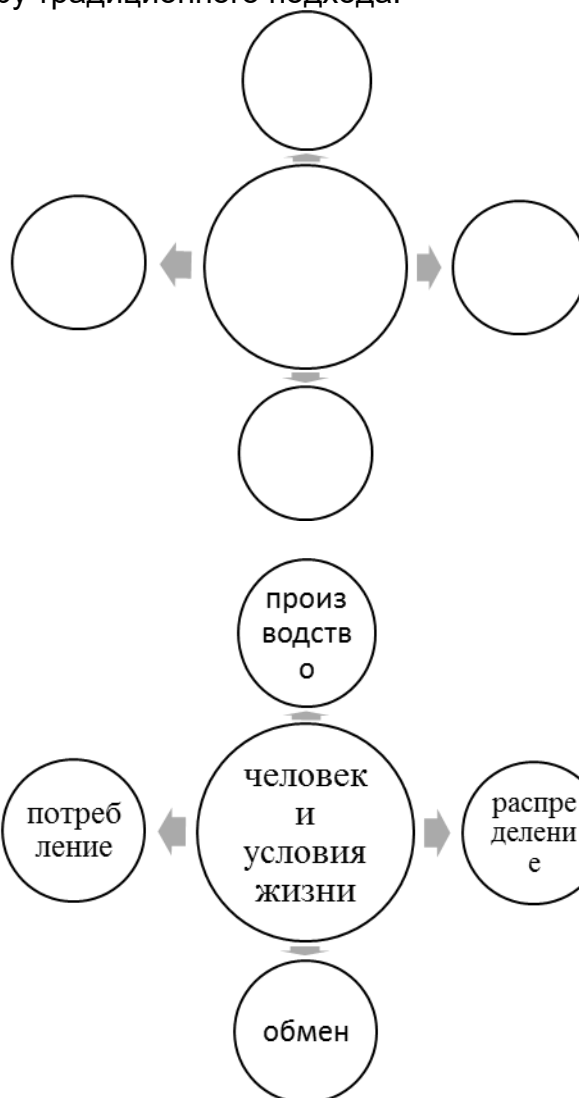 традиционного подхода.
произ
водств
о
человек
и
условия
жизни
потреб
ление
распре
делени
е
обмен